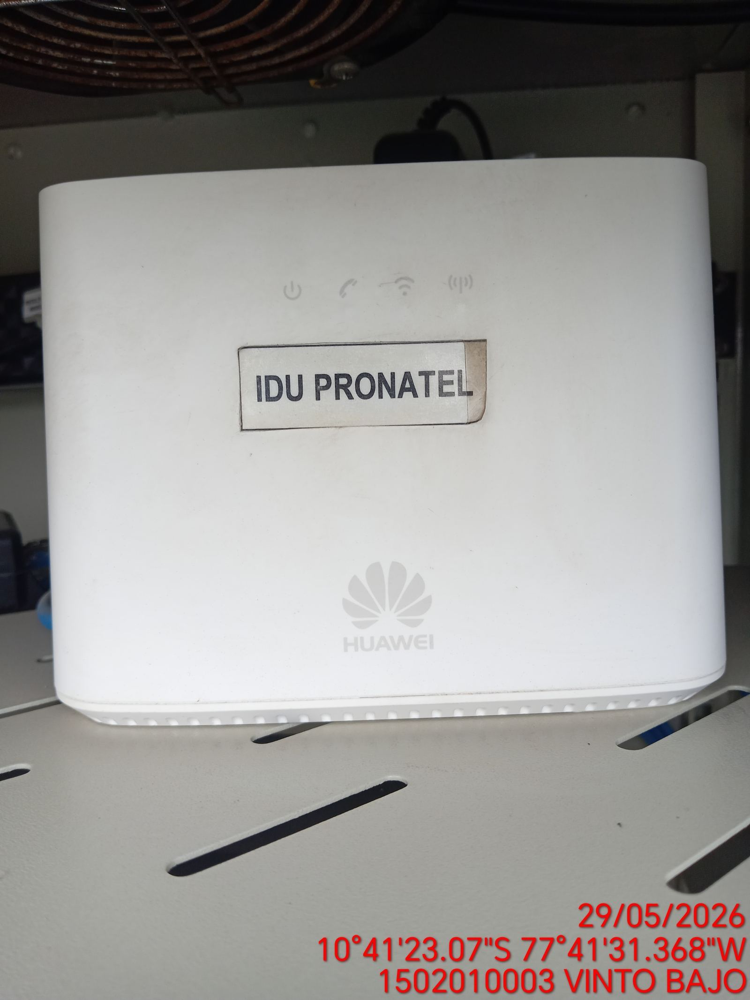 IDU PRONATEL
HUAWEI
29/05/2026
10°41'23.07"S 77°41'31.368"W
1502010003 VINTO BAJO